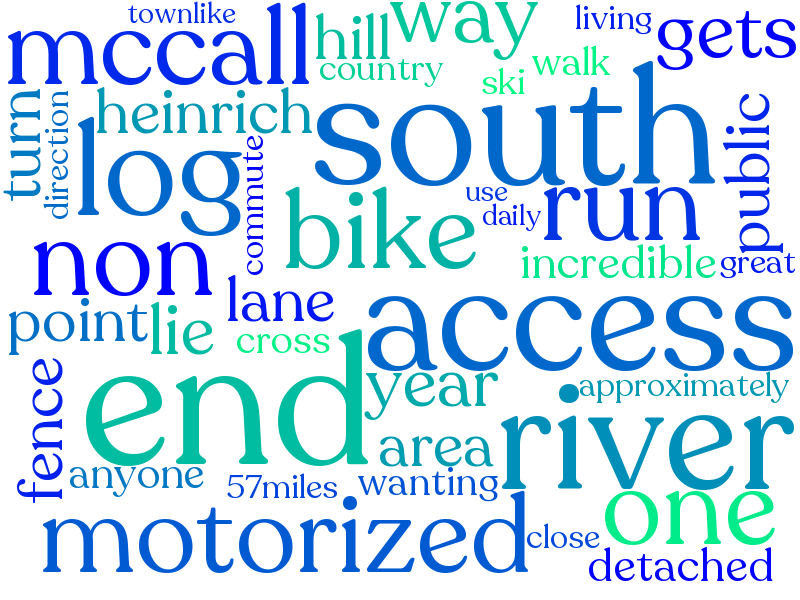 townlike
living
mccall
hill
way
gets
country
ski
walk
turn
direction
heinrich
south
public
log
commute
use
daily
bike
run
non
incredible
great
lane
access
point
lie
cross
end
year
approximately
fence
area
river
anyone
57miles
wanting
one
motorized
close
detached